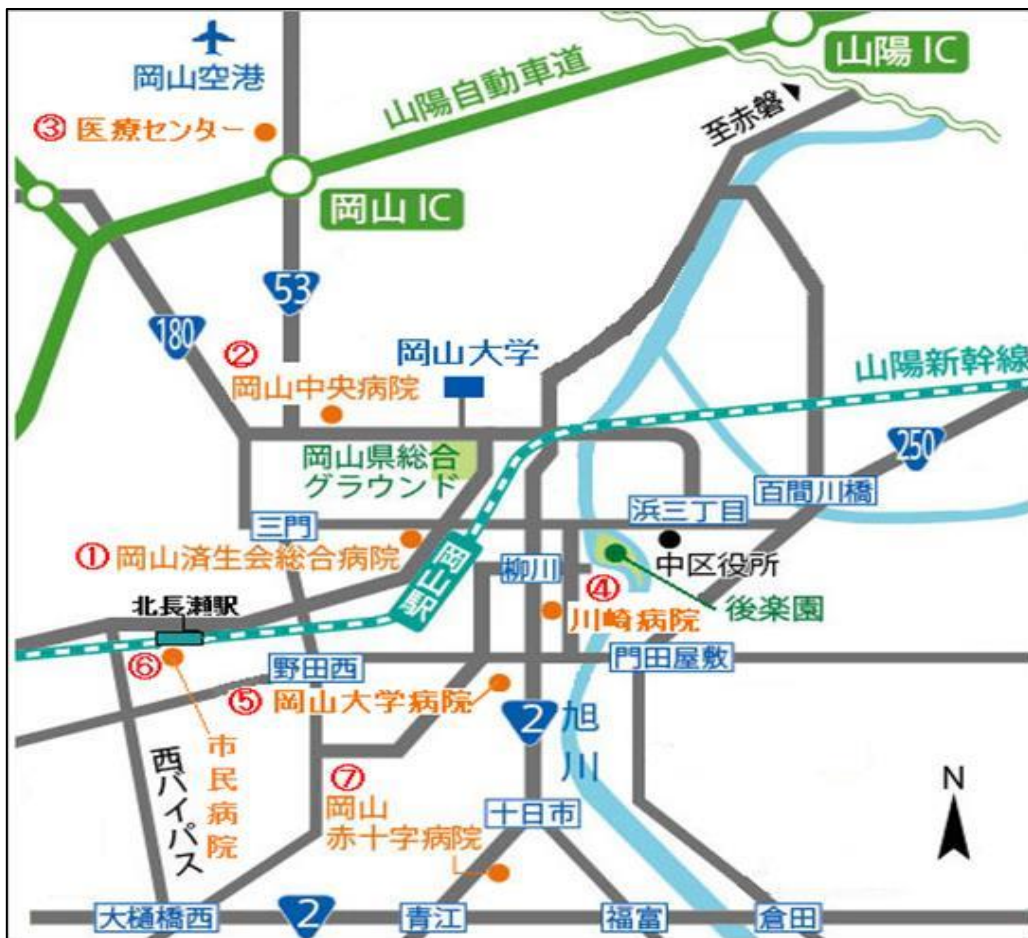 山陽 IC
岡山空港
山陽自動車道
至赤磐
③ 医療センター
岡山 IC
53
180
②
岡山大学
岡山中央病院
山陽新幹線
250
岡山県総合
グラウンド
百間川橋
浜三丁目
三門
① 岡山済生会総合病院
岡山駅
柳川
中区役所
④
川崎病院
後楽園
北長瀬駅
⑥
野田西
門田屋敷
⑤ 岡山大学病院
2
旭川
市民病院
西バイパス
⑦
岡山
赤十字病院
十日市
N
大樋橋西
2
青江
福富
倉田